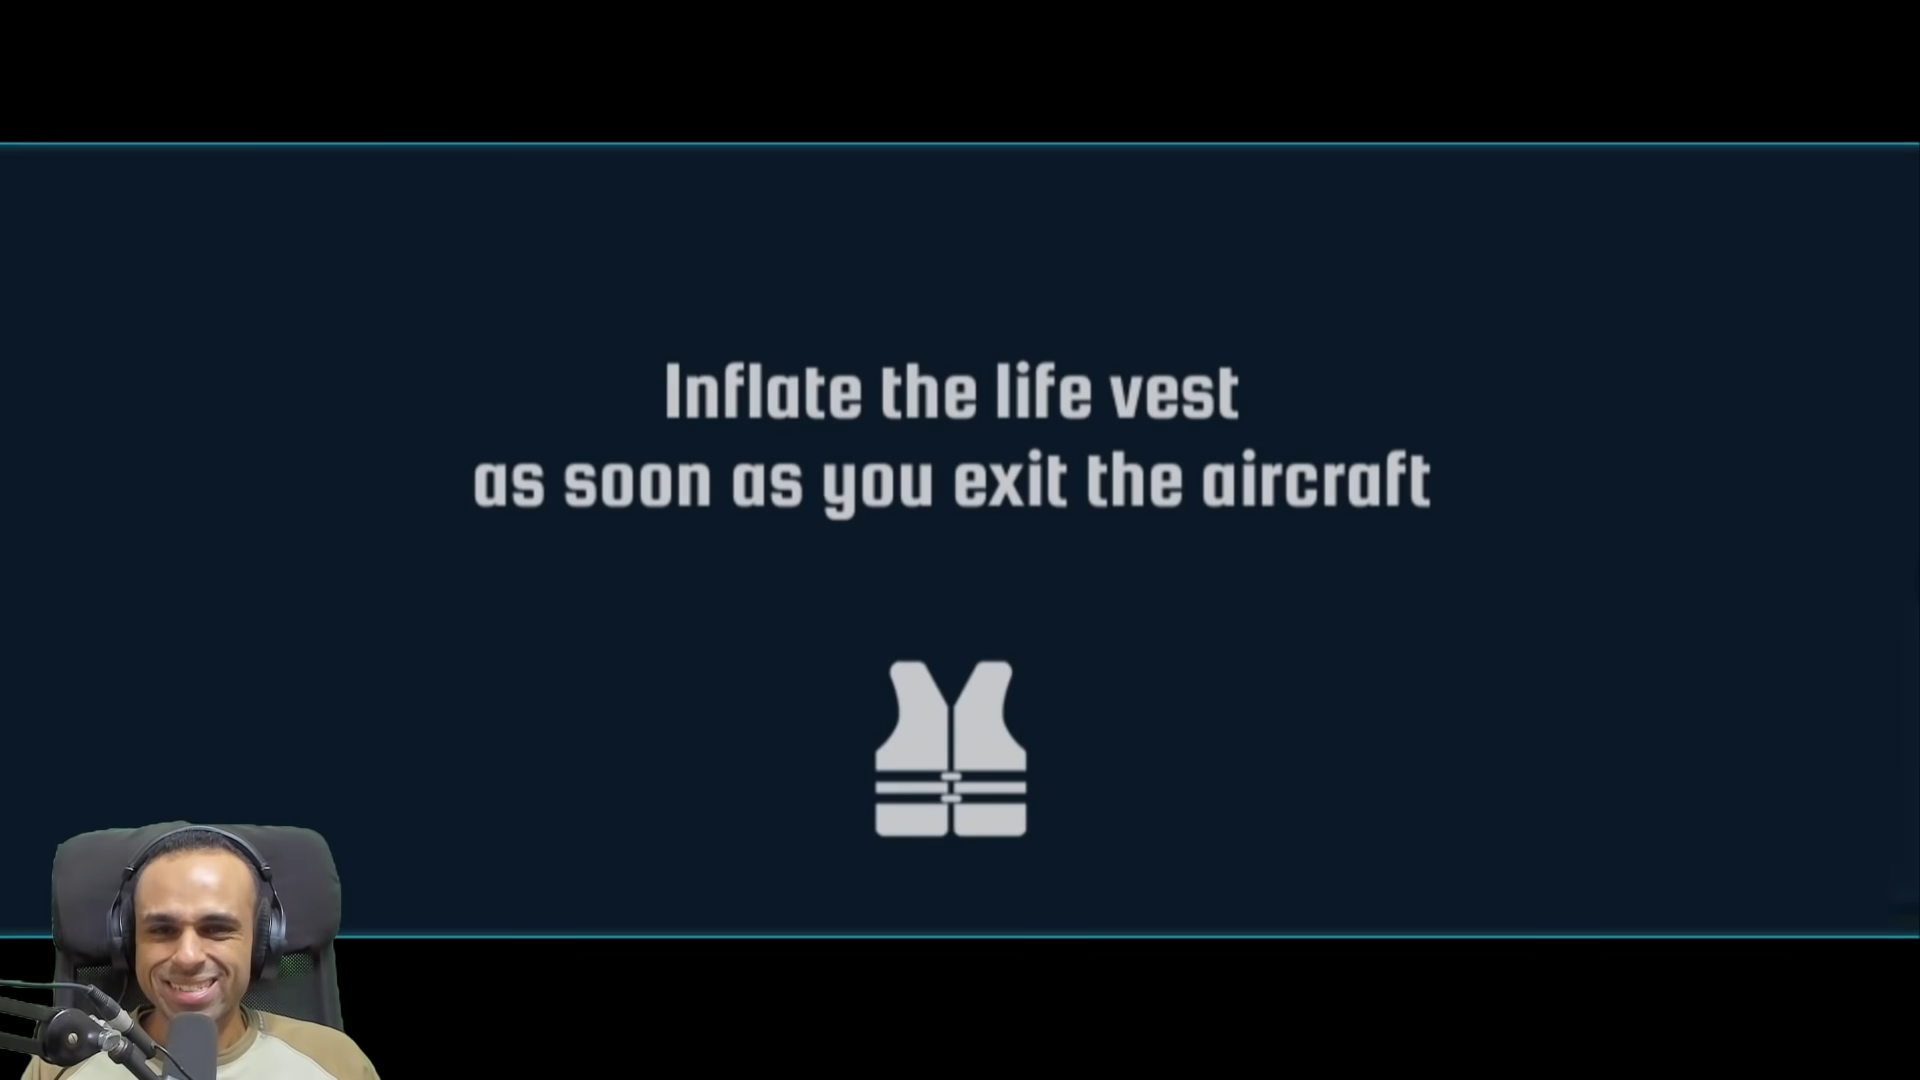 Inflate the life vest
as soon as you exit the aircraft